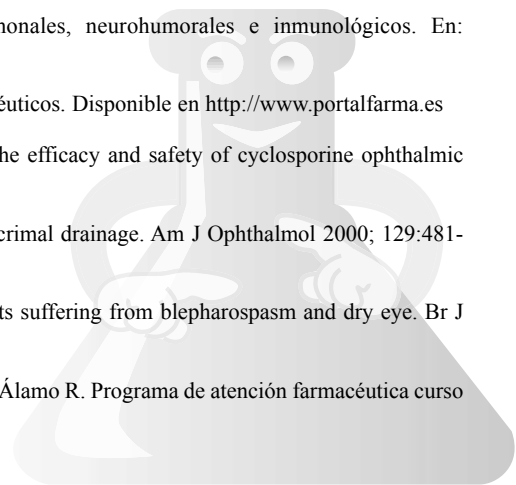 nonales, neurohumorales e inmunológicos. En:
éuticos. Disponible en http://www.portalfarma.es
he efficacy and safety of cyclosporine ophthalmic
crimal drainage. Am J Ophthalmol 2000; 129:481-
ts suffering from blepharospasm and dry eye. Br J
Álamo R. Programa de atención farmacéutica curso